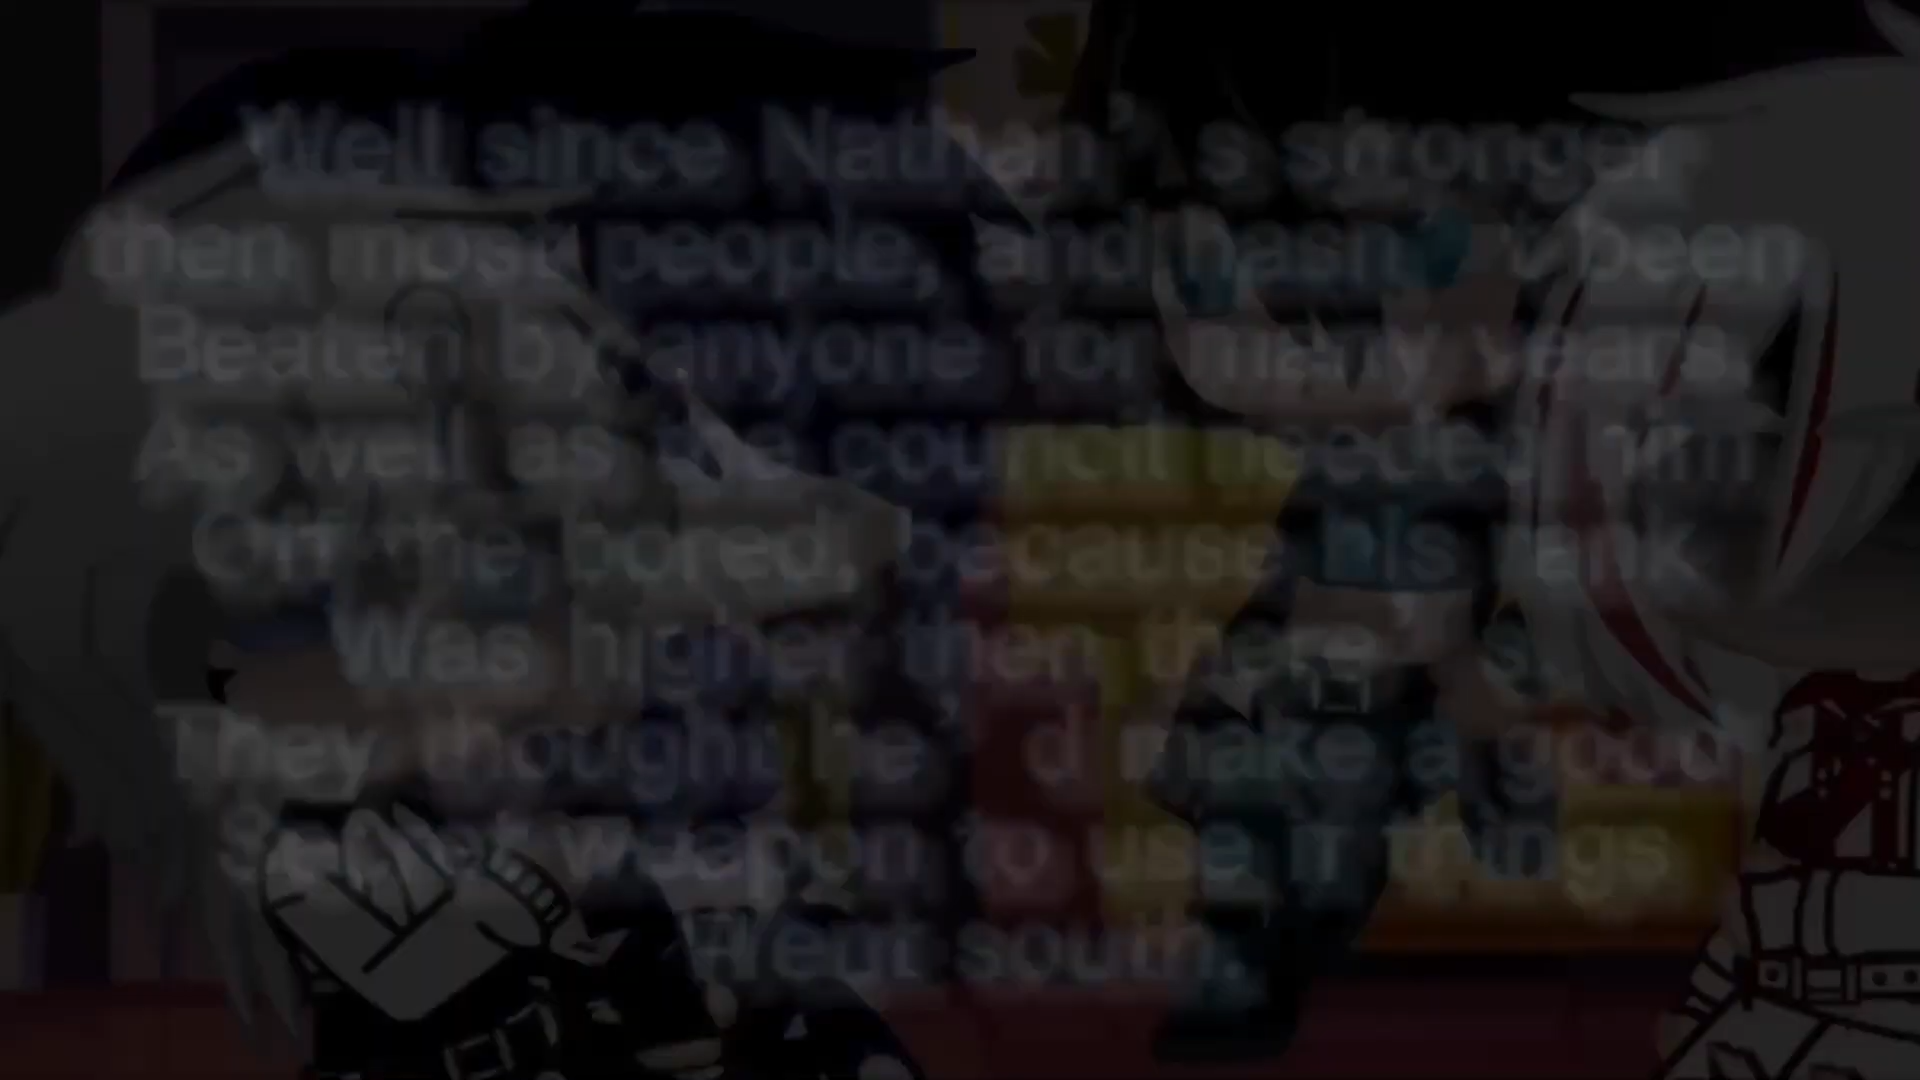 Well since Nathan’s stronger
then most people, and hasn’t been
Beaten by anyone for many years.
As well as the council needed him
Off the bored, because his rank
Was higher then there’s.
They thought he’d make a good
Secret weapon to use if things
Went south.